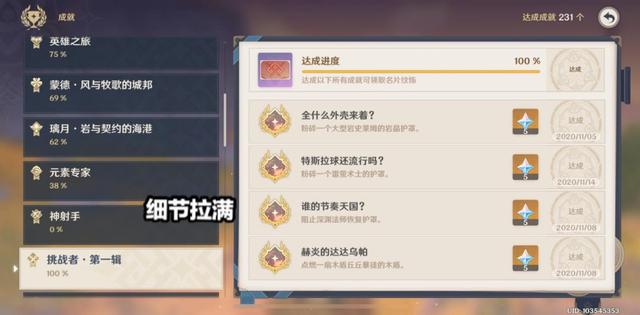 成就
达成成就 231 个
英雄之旅
75 %
蒙德·风与牧歌的城邦
69 %
璃月·岩与契约的海港
62 %
元素专家
38 %
神射手
0 %
挑战者·第一辑
100 %
细节拉满
达成进度
100 %
达成以下所有成就可领取名片纹饰
达成
全什么外壳来着?
粉碎一个大型岩史莱姆的岩晶护罩。
5
达成
2020/11/05
特斯拉球还流行吗?
粉碎一个雷萤术士的护罩。
5
达成
2020/11/14
谁的节奏天国?
阻止深渊法师恢复护罩。
5
达成
2020/11/08
赫炎的达达乌帕
点燃一扇木盾丘丘暴徒的木盾。
5
达成
2020/11/08
UID: 103545353